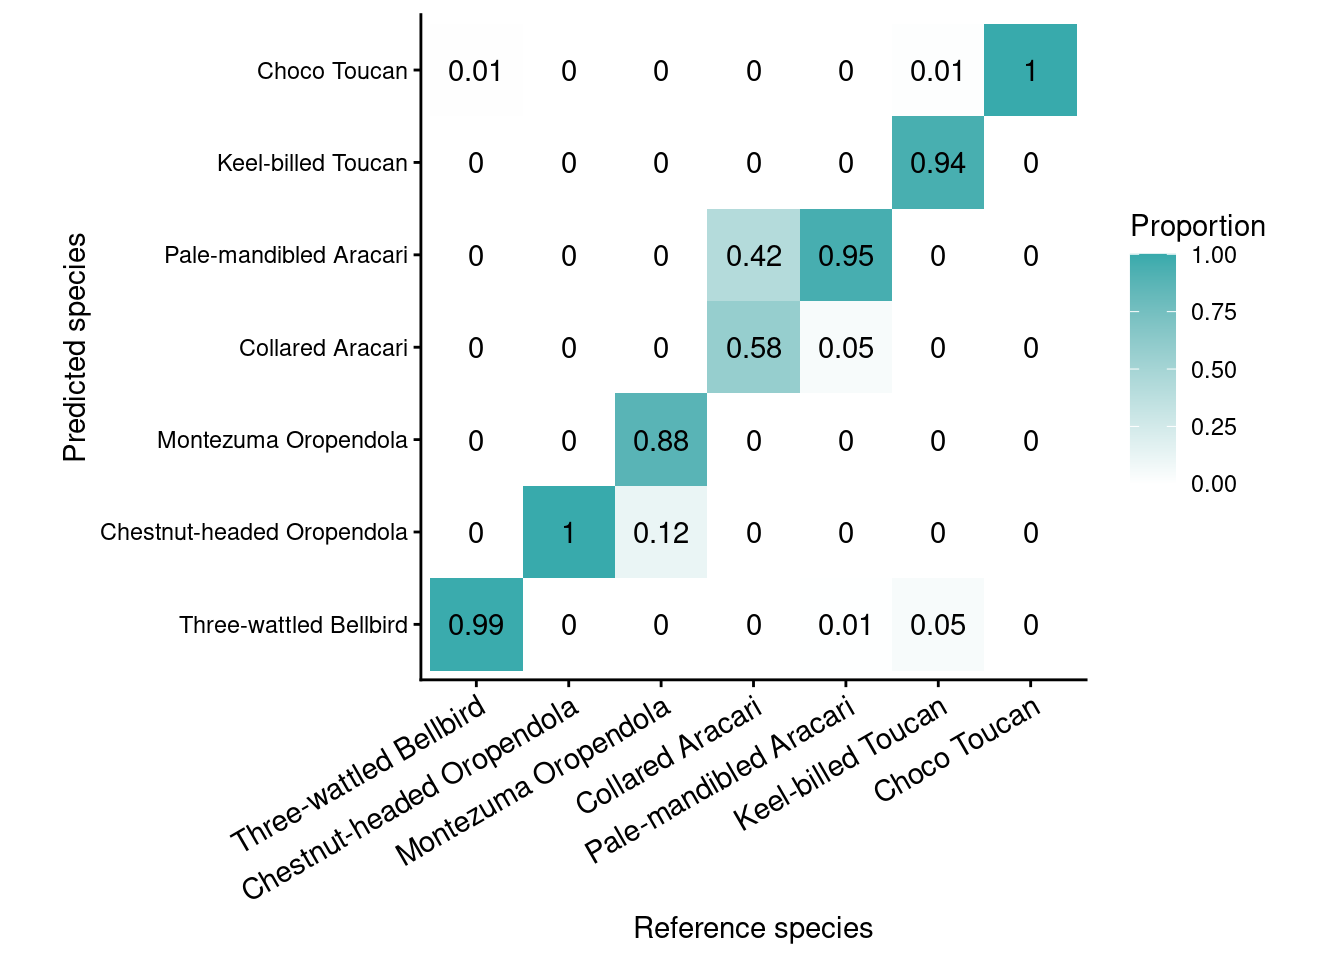 Predicted species
Choco Toucan 0.01 0 0 0 0 0.01 1
Keel-billed Toucan 0 0 0 0 0 0.94 0
Pale-mandibled Aracari 0 0 0 0.42 0.95 0 0
Collared Aracari 0 0 0 0.58 0.05 0 0
Montezuma Oropendola 0 0 0.88 0 0 0 0
Chestnut-headed Oropendola 0 1 0.12 0 0 0 0
Three-wattled Bellbird 0.99 0 0 0 0.01 0.05 0
Three-wattled Bellbird
Chestnut-headed Oropendola
Montezuma Oropendola
Collared Aracari
Pale-mandibled Aracari
Keel-billed Toucan
Choco Toucan
Reference species
Proportion
1.00
0.75
0.50
0.25
0.00